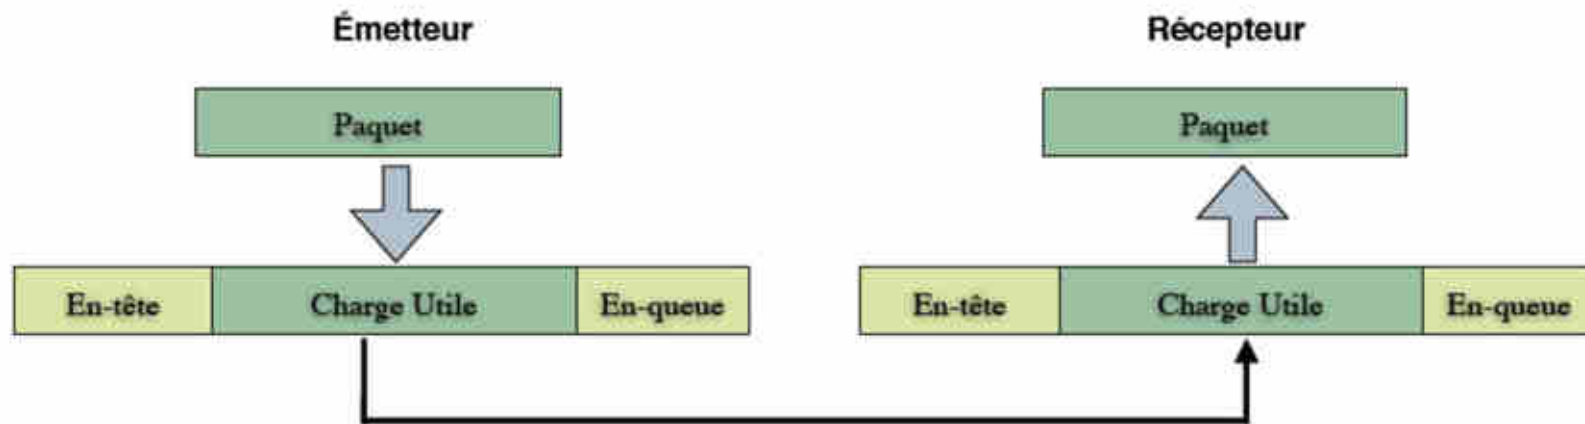 Émetteur
Récepteur
Paquet
Paquet
En-tête
Charge Utile
En-queue
En-tête
Charge Utile
En-queue